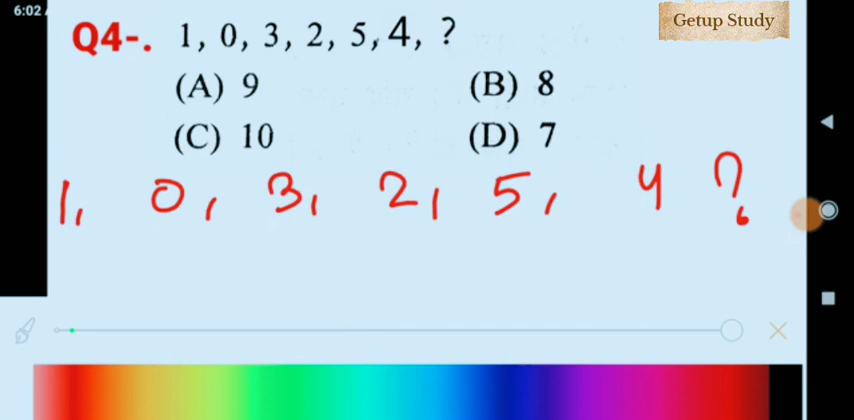 6:02
Getup Study
Q4-. 1, 0, 3, 2, 5, 4, ?
(A) 9 (B) 8
(C) 10 (D) 7
1, 0, 3, 2, 5, 4 ?